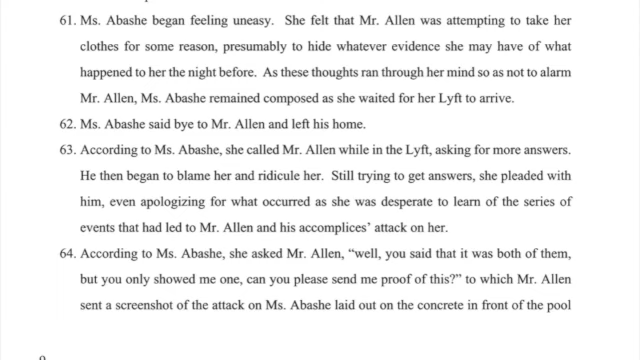 61. Ms. Abashe began feeling uneasy. She felt that Mr. Allen was attempting to take her
clothes for some reason, presumably to hide whatever evidence she may have of what
happened to her the night before. As these thoughts ran through her mind so as not to alarm
Mr. Allen, Ms. Abashe remained composed as she waited for her Lyft to arrive.
62. Ms. Abashe said bye to Mr. Allen and left his home.
63. According to Ms. Abashe, she called Mr. Allen while in the Lyft, asking for more answers.
He then began to blame her and ridicule her. Still trying to get answers, she pleaded with
him, even apologizing for what occurred as she was desperate to learn of the series of
events that had led to Mr. Allen and his accomplices’ attack on her.
64. According to Ms. Abashe, she asked Mr. Allen, “well, you said that it was both of them,
but you only showed me one, can you please send me proof of this?” to which Mr. Allen
sent a screenshot of the attack on Ms. Abashe laid out on the concrete in front of the pool